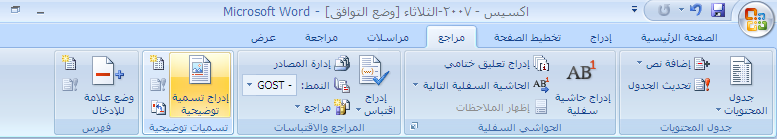 اكسيس - ٢٠٠٧-الثلاثاء [وضع التوافق] - Microsoft Word
الصفحة الرئيسية إدراج تخطيط الصفحة مراجع مراسلات مراجعة عرض
جدول المحتويات
إضافة نص
تحديث الجدول
جدول المحتويات
إدراج حاشية سفلية
AB1
إدراج تعليق ختامي
الحاشية السفلية التالية
إظهار الملاحظات
الحواشي السفلية
إدراج اقتباس
إدارة المصادر
النمط: GOST -
مراجع
المراجع والاقتباسات
إدراج تسمية توضيحية
تسميات توضيحية
وضع علامة للإدخال
فهرس